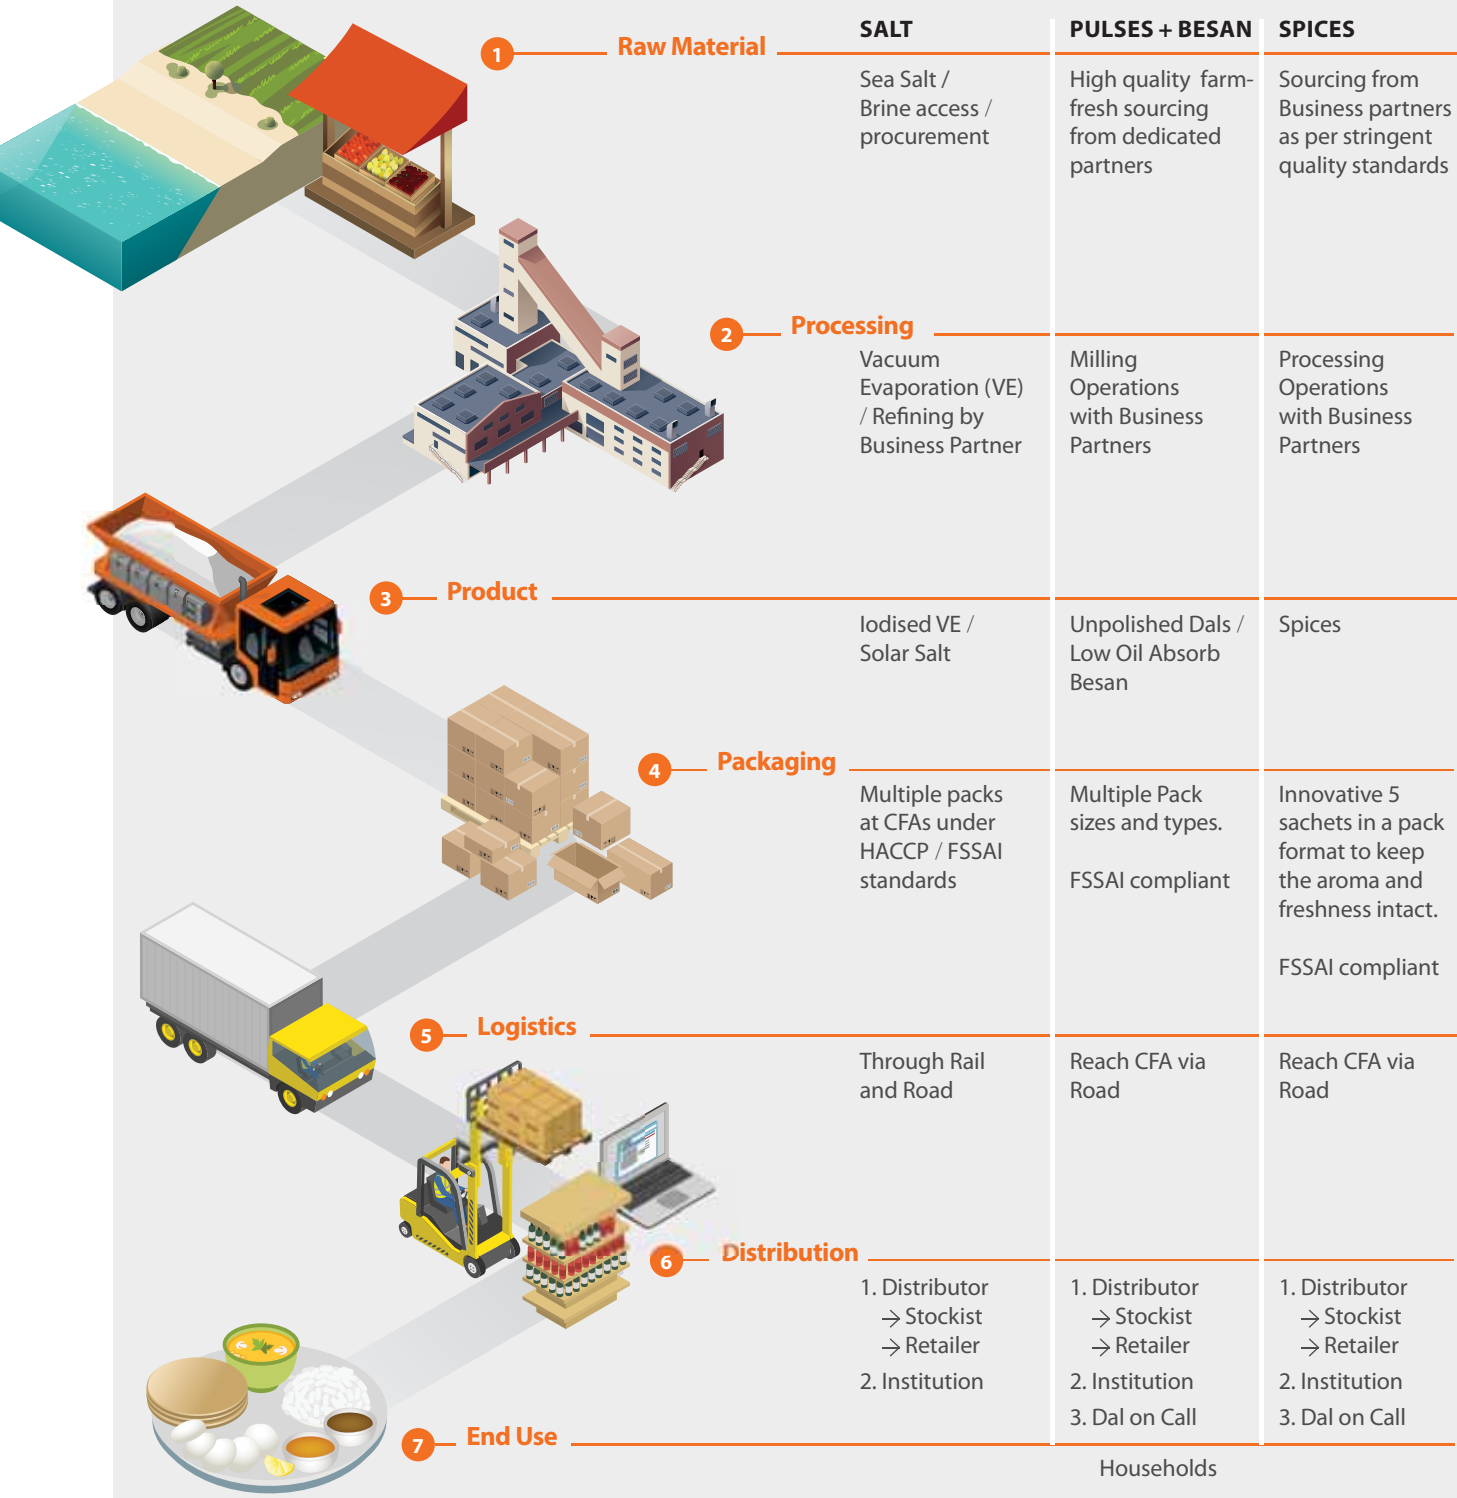 SALT
PULSES + BESAN
SPICES
1
Raw Material
Sea Salt /
Brine access /
procurement
High quality farm-
fresh sourcing
from dedicated
partners
Sourcing from
Business partners
as per stringent
quality standards
2
Processing
Vacuum
Evaporation (VE)
/ Refining by
Business Partner
Milling
Operations
with Business
Partners
Processing
Operations
with Business
Partners
3
Product
Iodised VE /
Solar Salt
Unpolished Dals /
Low Oil Absorb
Besan
Spices
4
Packaging
Multiple packs
at CFAs under
HACCP / FSSAI
standards
Multiple Pack
sizes and types.
FSSAI compliant
Innovative 5
sachets in a pack
format to keep
the aroma and
freshness intact.
FSSAI compliant
5
Logistics
Through Rail
and Road
Reach CFA via
Road
Reach CFA via
Road
6
Distribution
1. Distributor
→ Stockist
→ Retailer
2. Institution
1. Distributor
→ Stockist
→ Retailer
2. Institution
3. Dal on Call
1. Distributor
→ Stockist
→ Retailer
2. Institution
3. Dal on Call
7
End Use
Households